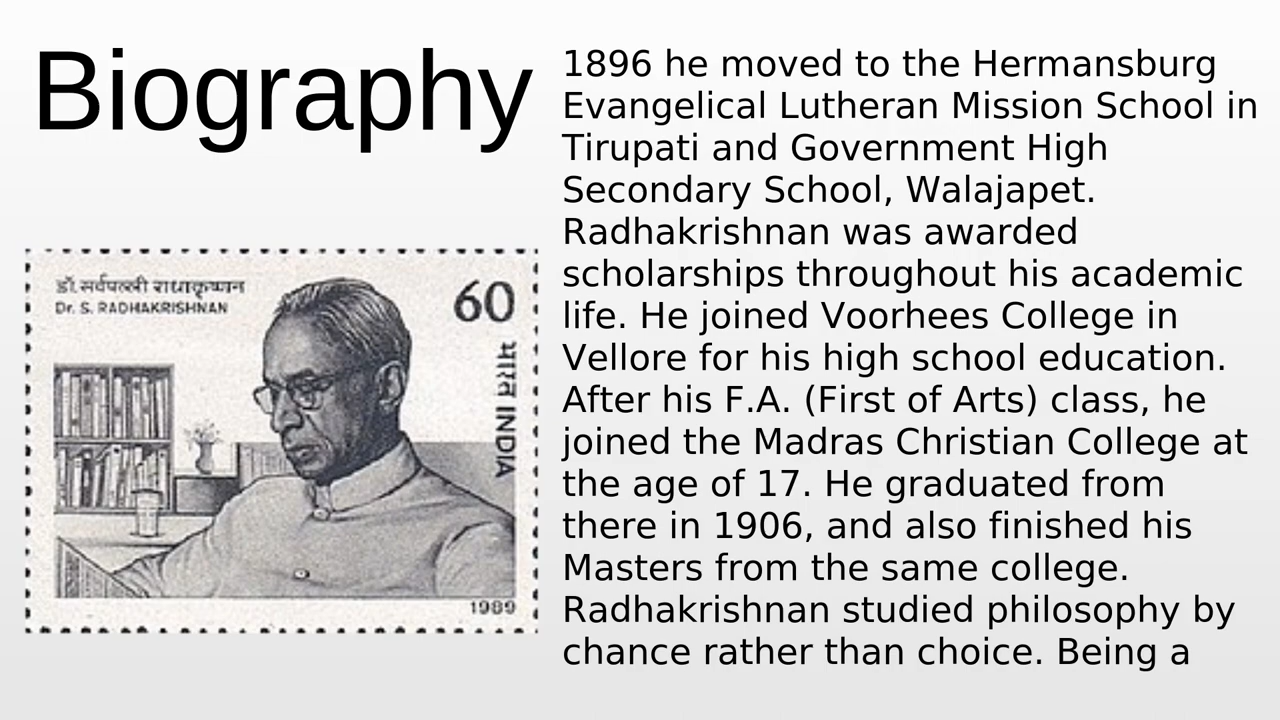 Biography
डॉ. सर्वपल्ली राधाकृष्णन
Dr. S. RADHAKRISHNAN
60
भारत INDIA
1989
1896 he moved to the Hermansburg
Evangelical Lutheran Mission School in
Tirupati and Government High
Secondary School, Walajapet.
Radhakrishnan was awarded
scholarships throughout his academic
life. He joined Voorhees College in
Vellore for his high school education.
After his F.A. (First of Arts) class, he
joined the Madras Christian College at
the age of 17. He graduated from
there in 1906, and also finished his
Masters from the same college.
Radhakrishnan studied philosophy by
chance rather than choice. Being a